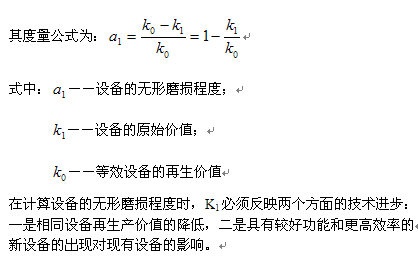 其度量公式为: a₁ = (k₀ − k₁)/k₀ = 1 − k₁/k₀
式中: a₁——设备的无形磨损程度;
k₁——设备的原始价值;
k₀——等效设备的再生价值
在计算设备的无形磨损程度时,K₁必须反映两个方面的技术进步:
一是相同设备再生产价值的降低,二是具有较好功能和更高效率的
新设备的出现对现有设备的影响。